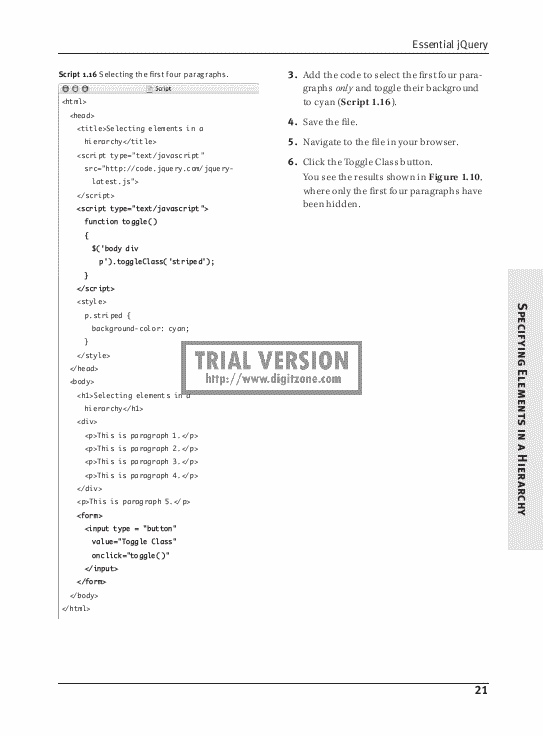 Essential jQuery
Script 1.16 Selecting the first four paragraphs.
Script
<html>
<head>
<title>Selecting elements in a
hierarchy</title>
<script type="text/javascript"
src="http://code.jquery.com/jquery-
latest.js">
</script>
<script type="text/javascript">
function toggle()
{
$('body div
p').toggleClass('striped');
}
</script>
<style>
p.striped {
background-color: cyan;
}
</style>
</head>
<body>
<h1>Selecting elements in a
hierarchy</h1>
<div>
<p>This is paragraph 1.</p>
<p>This is paragraph 2.</p>
<p>This is paragraph 3.</p>
<p>This is paragraph 4.</p>
</div>
<p>This is paragraph 5.</p>
<form>
<input type = "button"
value="Toggle Class"
onclick="toggle()"
</input>
</form>
</body>
</html>
3. Add the code to select the first four para-
graphs only and toggle their background
to cyan (Script 1.16).
4. Save the file.
5. Navigate to the file in your browser.
6. Click the Toggle Class button.
You see the results shown in Figure 1.10,
where only the first four paragraphs have
been hidden.
TRIAL VERSION
http://www.digitzone.com
Specifying Elements in a Hierarchy
21